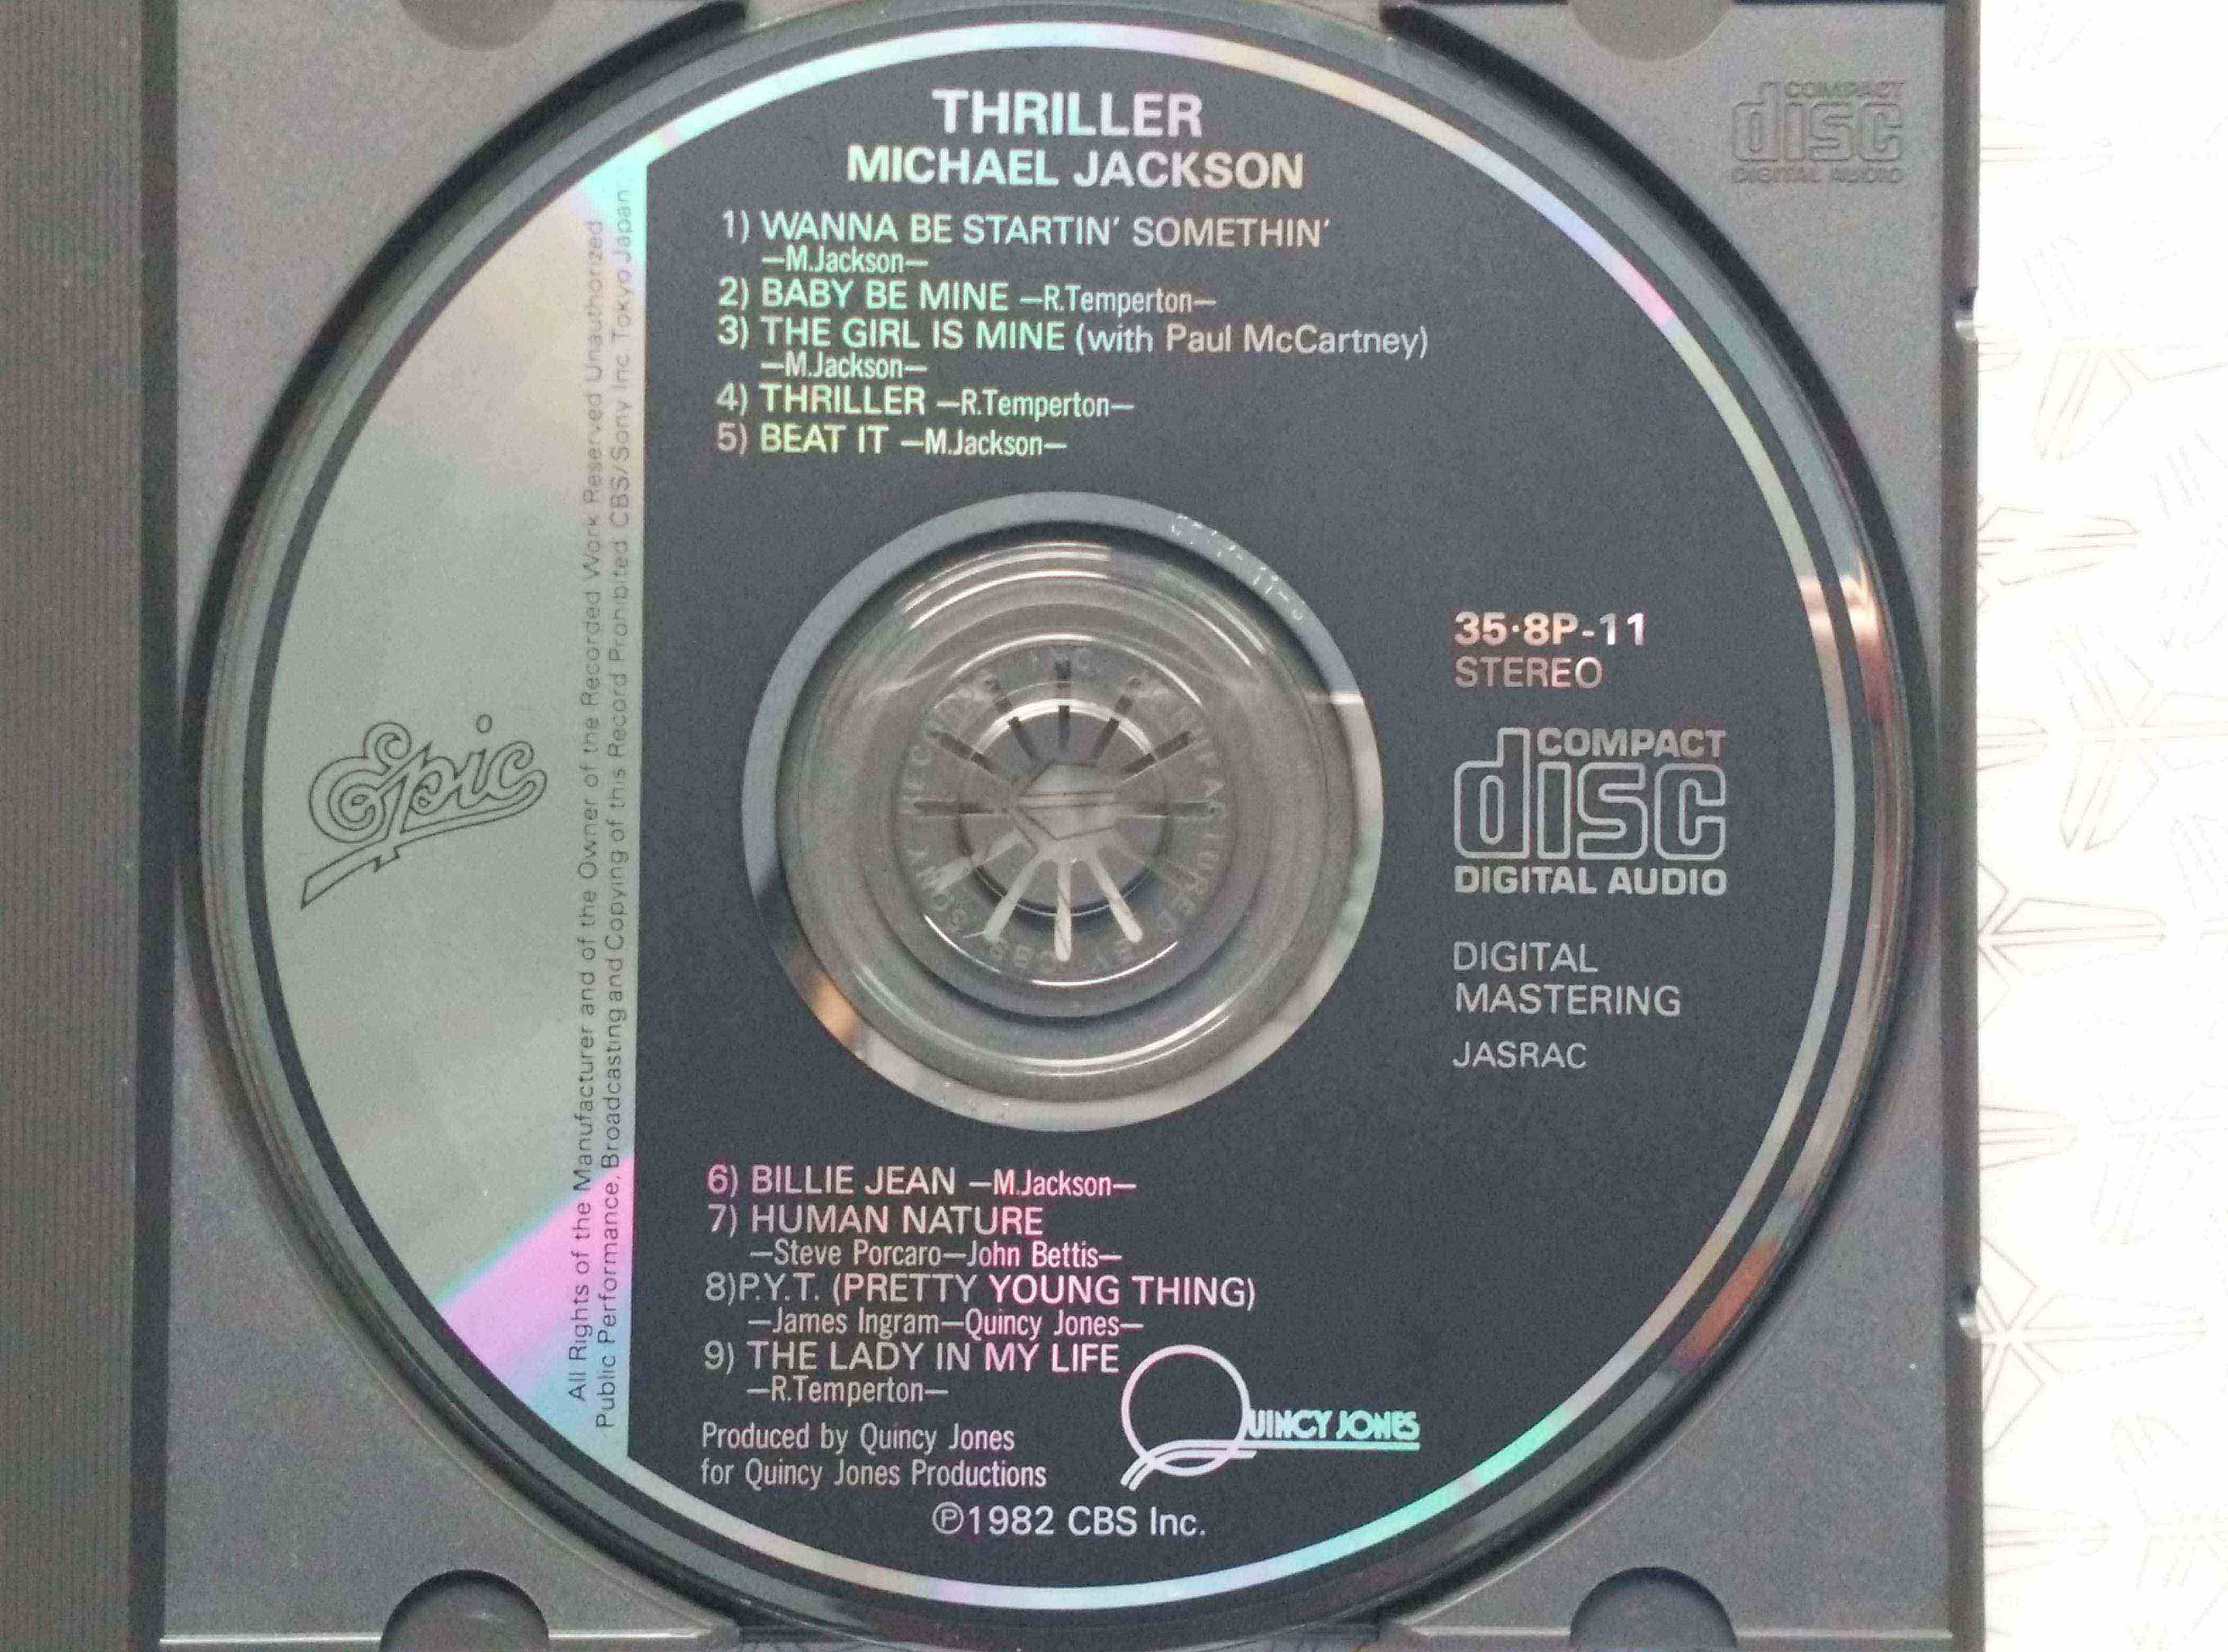 THRILLER
MICHAEL JACKSON
1) WANNA BE STARTIN' SOMETHIN'
—M.Jackson—
2) BABY BE MINE —R.Temperton—
3) THE GIRL IS MINE (with Paul McCartney)
—M.Jackson—
4) THRILLER —R.Temperton—
5) BEAT IT —M.Jackson—
35·8P-11
STEREO
COMPACT
disc
DIGITAL AUDIO
DIGITAL
MASTERING
JASRAC
6) BILLIE JEAN —M.Jackson—
7) HUMAN NATURE
—Steve Porcaro—John Bettis—
8)P.Y.T. (PRETTY YOUNG THING)
—James Ingram—Quincy Jones—
9) THE LADY IN MY LIFE
—R.Temperton—
Produced by Quincy Jones
for Quincy Jones Productions
QUINCY JONES
℗1982 CBS Inc.
Epic
All Rights of the Manufacturer and of the Owner of the Recorded Work Reserved Unauthorized
Public Performance, Broadcasting and Copying of this Record Prohibited CBS/Sony Inc Tokyo Japan
COMPACT
disc
DIGITAL AUDIO